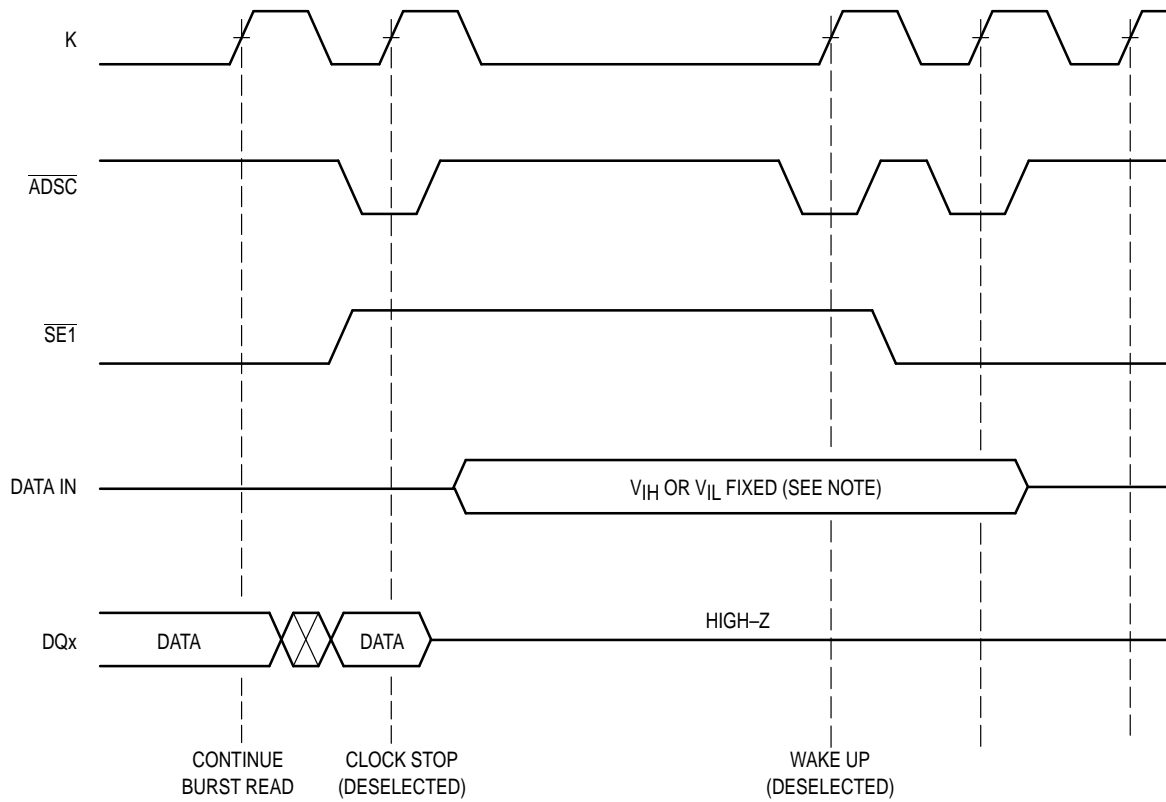 K
ADSC
SE1
DATA IN
VIH OR VIL FIXED (SEE NOTE)
DQx
DATA
DATA
HIGH–Z
CONTINUE
BURST READ
CLOCK STOP
(DESELECTED)
WAKE UP
(DESELECTED)